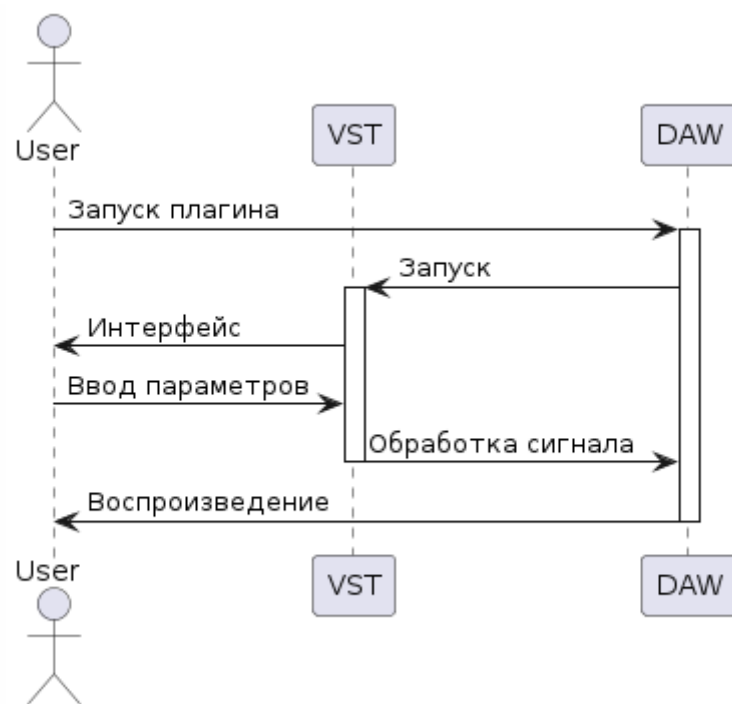 User
VST
DAW
Запуск плагина
Запуск
Интерфейс
Ввод параметров
Обработка сигнала
Воспроизведение
User
VST
DAW